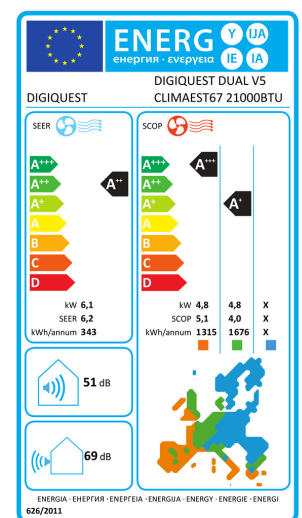 ENERG Y IJA
енергия · ενεργεια IE IA
DIGIQUEST DUAL V5
DIGIQUEST CLIMAEST67 21000BTU
SEER SCOP
A+++ A+++
A++ A++
A+++ A++
A+ A+
A+
A A
B B
C C
D D
kW 6,1 kW 4,8 4,8 X
SEER 6,2 SCOP 5,1 4,0 X
kWh/annum 343 kWh/annum 1315 1676 X
51 dB
69 dB
ENERGIA · ЕНЕРГИЯ · ΕΝΕΡΓΕΙΑ · ENERGIJA · ENERGY · ENERGIE · ENERGI
626/2011